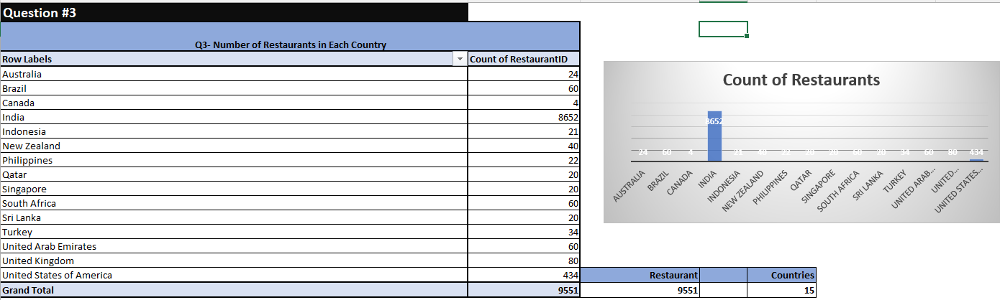 Question #3
Q3- Number of Restaurants in Each Country
Row Labels Count of RestaurantID
Australia 24
Brazil 60
Canada 4
India 8652
Indonesia 21
New Zealand 40
Philippines 22
Qatar 20
Singapore 20
South Africa 60
Sri Lanka 20
Turkey 34
United Arab Emirates 60
United Kingdom 80
United States of America 434
Grand Total 9551
Restaurant Countries
9551 15
Count of Restaurants
8652
24 60 4 21 40 22 20 20 60 20 34 60 80 434
AUSTRALIA
BRAZIL
CANADA
INDIA
INDONESIA
NEW ZEALAND
PHILIPPINES
QATAR
SINGAPORE
SOUTH AFRICA
SRI LANKA
TURKEY
UNITED ARAB...
UNITED...
UNITED STATES...